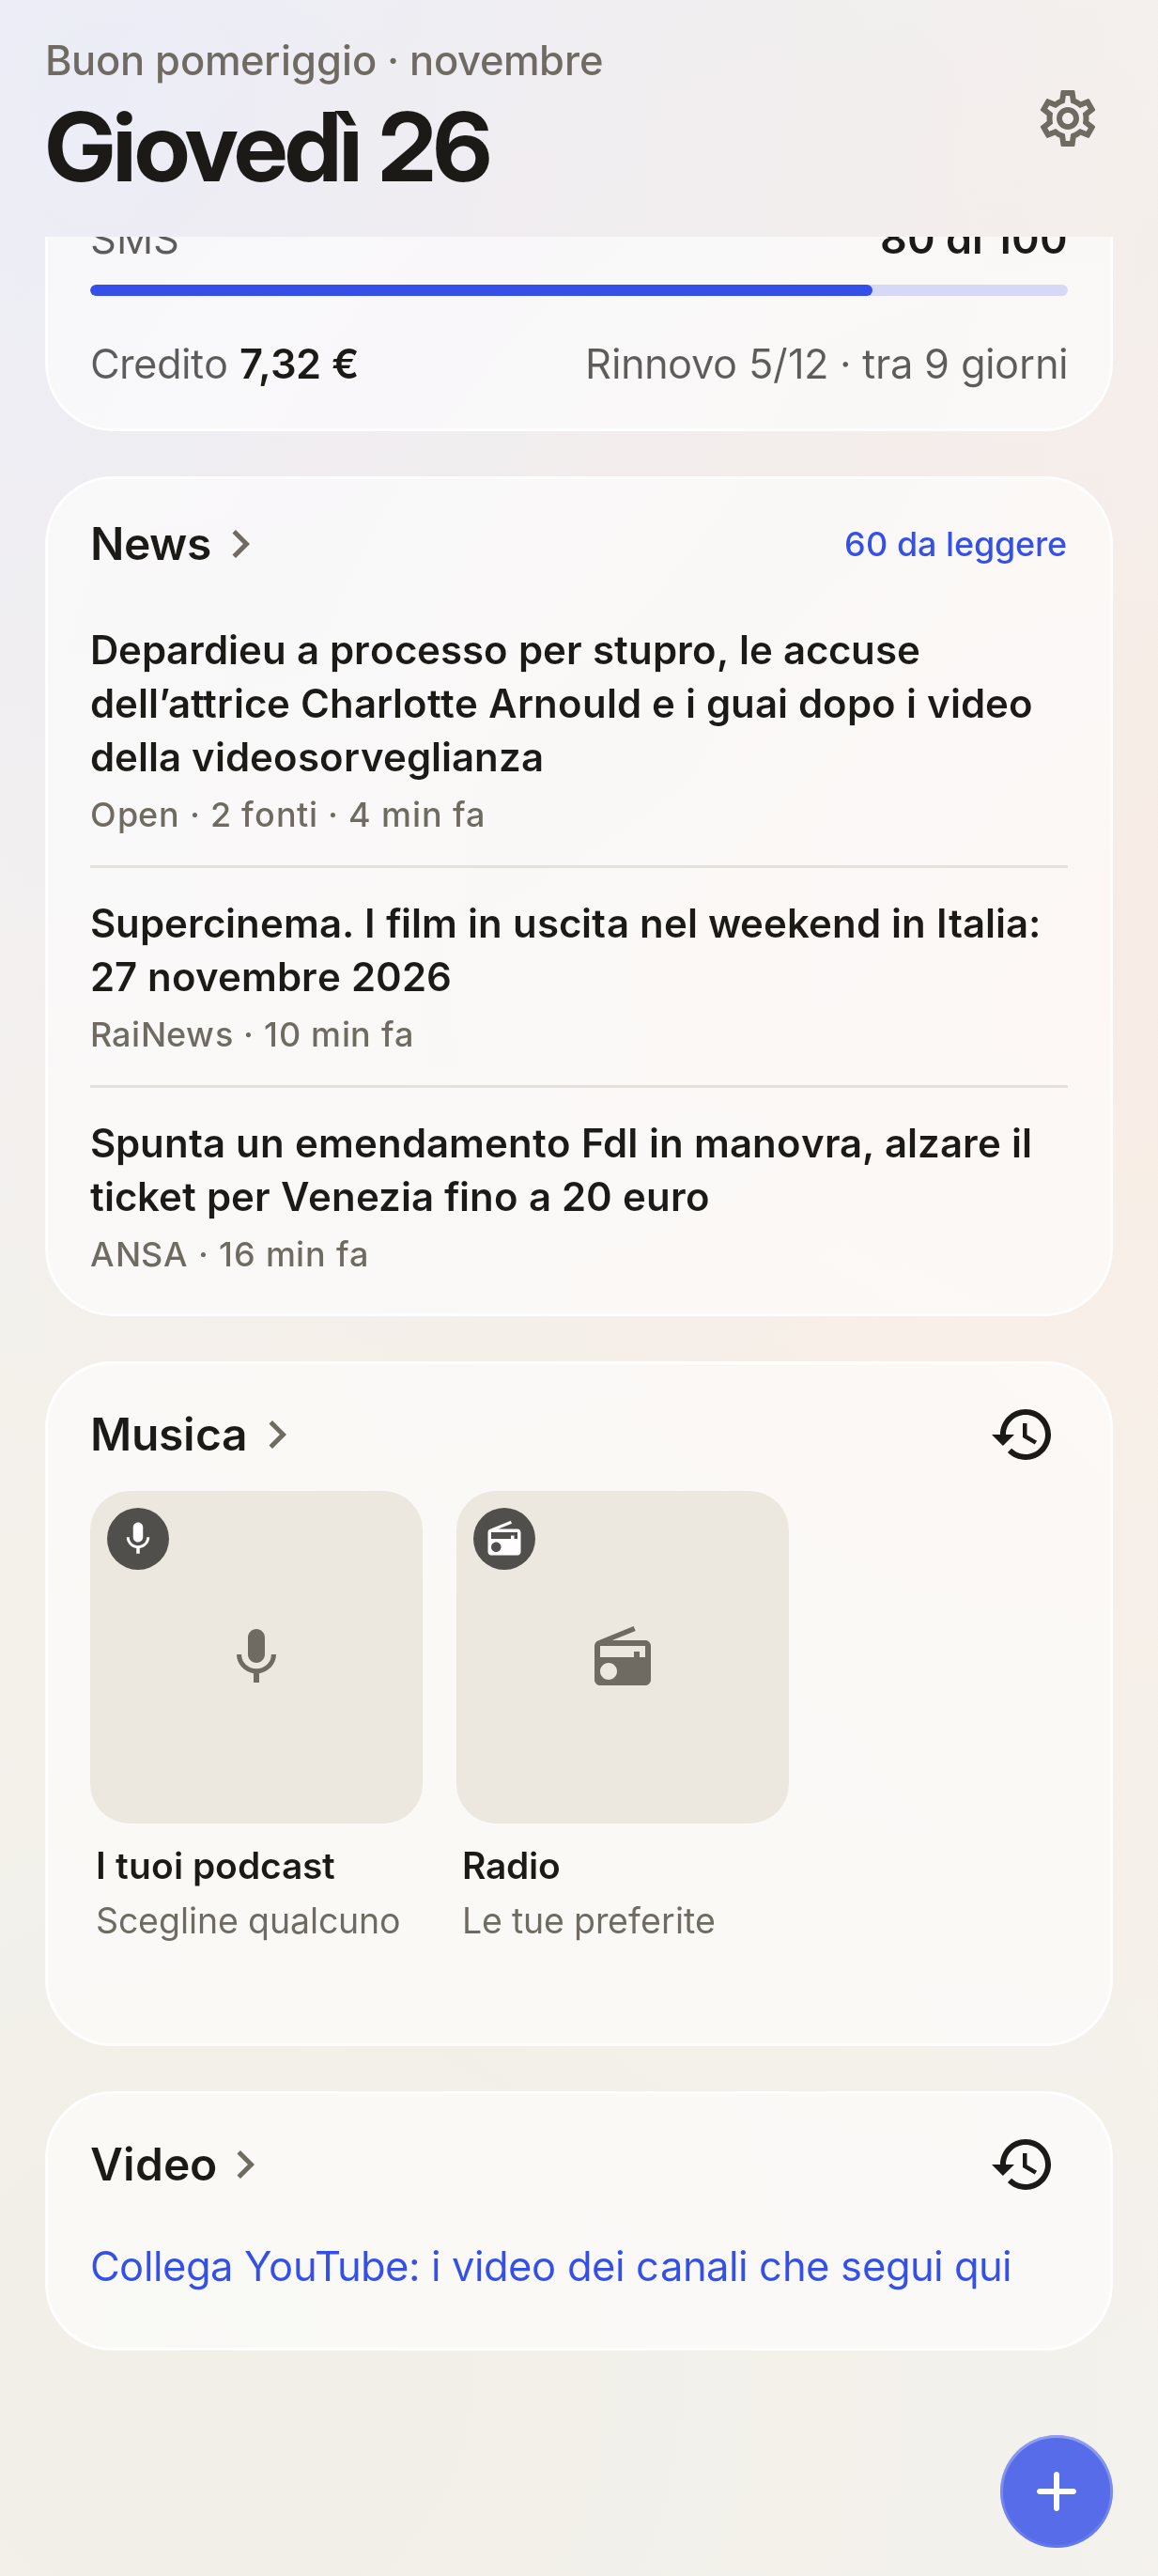 Buon pomeriggio · novembre
Giovedì 26
SMS 80 di 100
Credito 7,32 € Rinnovo 5/12 · tra 9 giorni
News 60 da leggere
Depardieu a processo per stupro, le accuse
dell’attrice Charlotte Arnould e i guai dopo i video
della videosorveglianza
Open · 2 fonti · 4 min fa
Supercinema. I film in uscita nel weekend in Italia:
27 novembre 2026
RaiNews · 10 min fa
Spunta un emendamento FdI in manovra, alzare il
ticket per Venezia fino a 20 euro
ANSA · 16 min fa
Musica
I tuoi podcast Radio
Scegline qualcuno Le tue preferite
Video
Collega YouTube: i video dei canali che segui qui